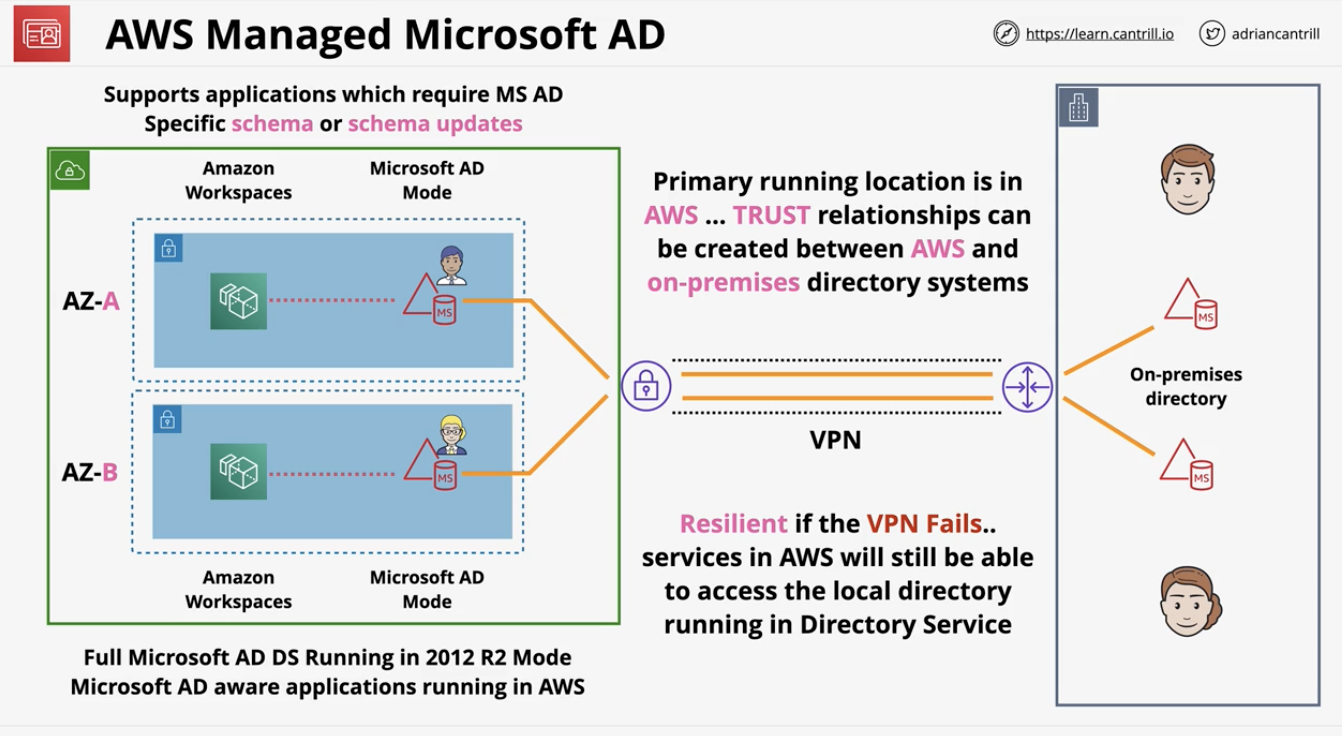 AWS Managed Microsoft AD
https://learn.cantrill.io
adriancantrill
Supports applications which require MS AD
Specific schema or schema updates
Amazon
Workspaces
Microsoft AD
Mode
AZ-A
MS
AZ-B
MS
Amazon
Workspaces
Microsoft AD
Mode
Full Microsoft AD DS Running in 2012 R2 Mode
Microsoft AD aware applications running in AWS
Primary running location is in
AWS ... TRUST relationships can
be created between AWS and
on-premises directory systems
VPN
Resilient if the VPN Fails..
services in AWS will still be able
to access the local directory
running in Directory Service
MS
On-premises
directory
MS